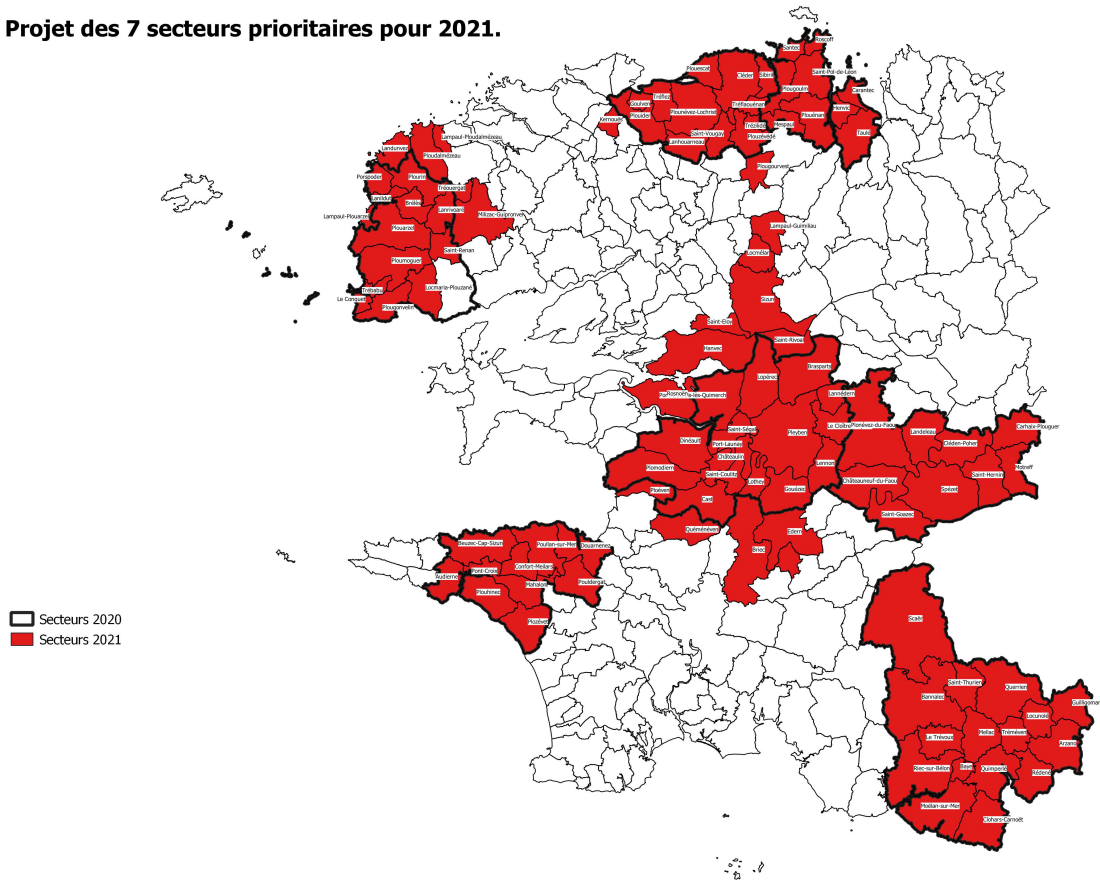 Projet des 7 secteurs prioritaires pour 2021.
Roscoff
Santec
Plouescat
Cléder
Sibiril
Saint-Pol-de-Léon
Plougoulm
Carantec
Tréflez
Goulven
Plouider
Plounévez-Lochrist
Tréflaouénan
Henvic
Kernouës
Plouénan
Trézilidé
Mespaul
Taulé
Saint-Vougay
Plouzévédé
Lanhouarneau
Lampaul-Ploudalmézeau
Landunvez
Ploudalmézeau
Plougourvest
Porspoder
Plourin
Tréouergat
Lanildut
Brélès
Lanrivoaré
Milizac-Guipronvel
Lampaul-Plouarzel
Plouarzel
Lampaul-Guimiliau
Saint-Renan
Locmélar
Ploumoguer
Locmaria-Plouzané
Trébabu
Le Conquet
Plougonvelin
Sizun
Saint-Eloy
Saint-Rivoal
Hanvec
Brasparts
Lopérec
Rosnoën
Lannédern
Saint-Ségal
Le Cloître
Plonévez-du-Faou
Carhaix-Plouguer
Pleyben
Landeleau
Dinéault
Port-Launay
Cléden-Poher
Châteaulin
Plomodiern
Lennon
Motreff
Saint-Coulitz
Saint-Hernin
Lothey
Châteauneuf-du-Faou
Ploéven
Gouézec
Spézet
Cast
Saint-Goazec
Quéménéven
Edern
Briec
Beuzec-Cap-Sizun
Poullan-sur-Mer
Douarnenez
Pont-Croix
Confort-Meilars
Audierne
Mahalon
Pouldergat
Plouhinec
Plozévet
Secteurs 2020
Secteurs 2021
Scaër
Saint-Thurien
Querrien
Bannalec
Guilligomar
Locunolé
Mellac
Tréméven
Le Trévoux
Arzano
Riec-sur-Bélon
Baye
Quimperlé
Rédené
Moëlan-sur-Mer
Clohars-Carnoët